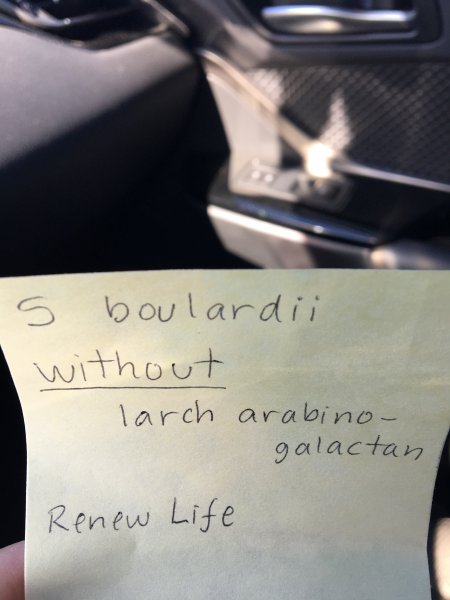 S boulardii
without
larch arabino-
galactan
Renew Life